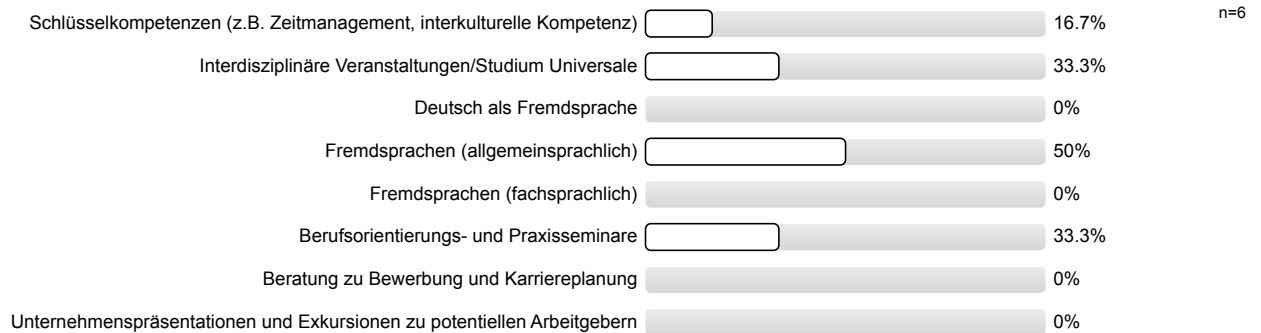 Schlüsselkompetenzen (z.B. Zeitmanagement, interkulturelle Kompetenz) 16.7% n=6
Interdisziplinäre Veranstaltungen/Studium Universale 33.3%
Deutsch als Fremdsprache 0%
Fremdsprachen (allgemeinsprachlich) 50%
Fremdsprachen (fachsprachlich) 0%
Berufsorientierungs- und Praxisseminare 33.3%
Beratung zu Bewerbung und Karriereplanung 0%
Unternehmenspräsentationen und Exkursionen zu potentiellen Arbeitgebern 0%